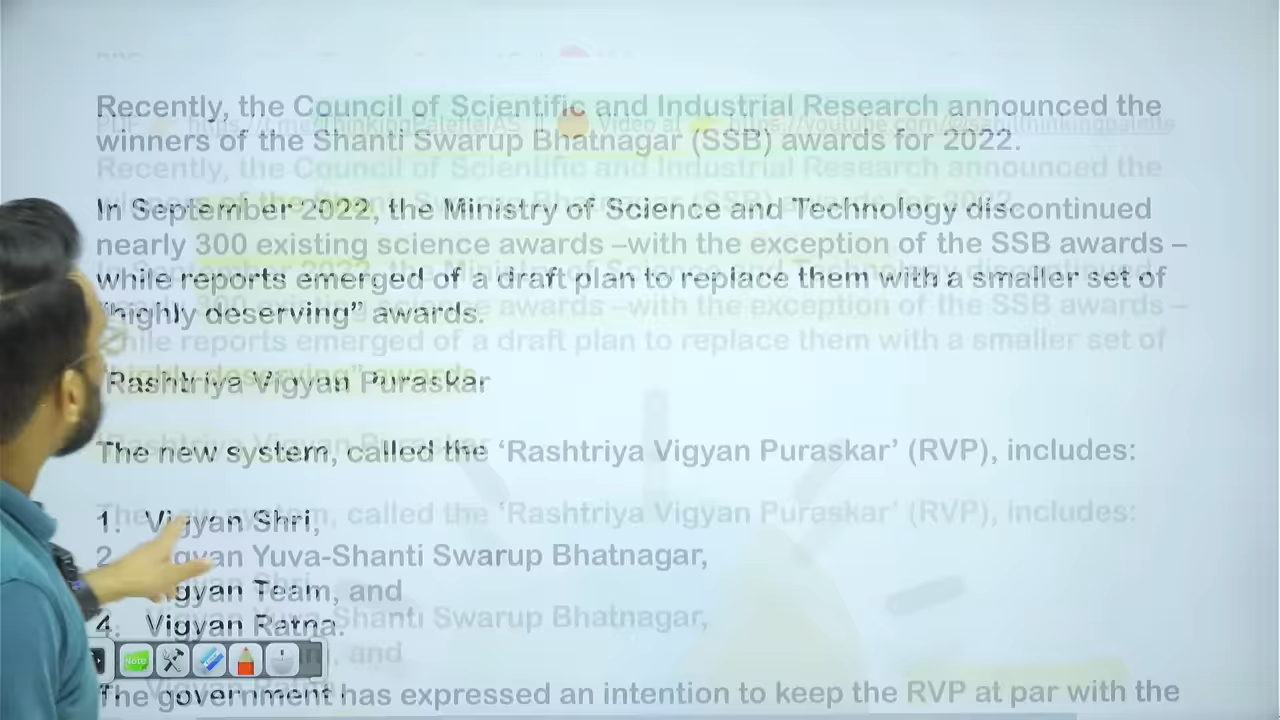 Recently, the Council of Scientific and Industrial Research announced the
winners of the Shanti Swarup Bhatnagar (SSB) awards for 2022.
In September 2022, the Ministry of Science and Technology discontinued
nearly 300 existing science awards –with the exception of the SSB awards –
while reports emerged of a draft plan to replace them with a smaller set of
“highly deserving” awards.
'Rashtriya Vigyan Puraskar
The new system, called the ‘Rashtriya Vigyan Puraskar’ (RVP), includes:
1. Vigyan Shri,
2. Vigyan Yuva-Shanti Swarup Bhatnagar,
Vigyan Team, and
4. Vigyan Ratna.
Note
The government has expressed an intention to keep the RVP at par with the